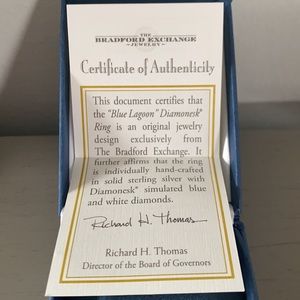 THE
BRADFORD EXCHANGE
JEWELRY
Certificate of Authenticity
This document certifies that
the "Blue Lagoon" Diamonesk®
Ring is an original jewelry
design exclusively from
The Bradford Exchange. It
further affirms that the ring
is individually hand-crafted
in solid sterling silver with
Diamonesk® simulated blue
and white diamonds.
Richard H. Thomas
Richard H. Thomas
Director of the Board of Governors